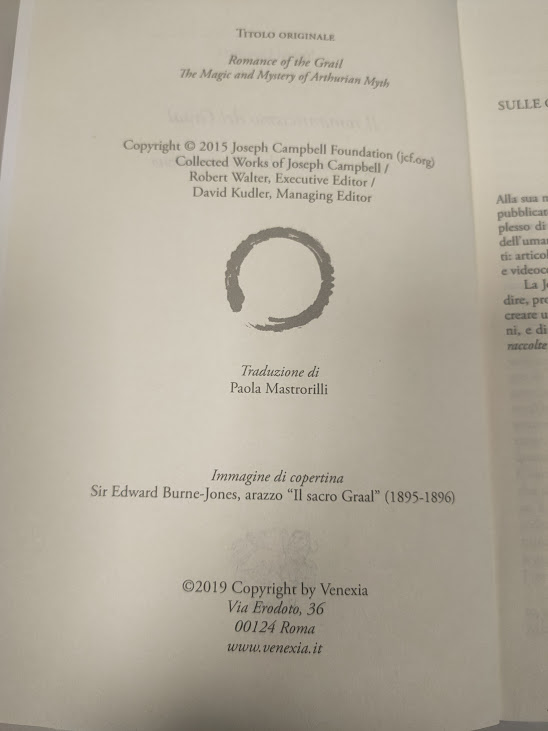 TITOLO ORIGINALE
Romance of the Grail
The Magic and Mystery of Arthurian Myth
Copyright © 2015 Joseph Campbell Foundation (jcf.org)
Collected Works of Joseph Campbell /
Robert Walter, Executive Editor /
David Kudler, Managing Editor
Traduzione di
Paola Mastrorilli
Immagine di copertina
Sir Edward Burne-Jones, arazzo “Il sacro Graal” (1895-1896)
©2019 Copyright by Venexia
Via Erodoto, 36
00124 Roma
www.venexia.it
SULLE
Alla sua
pubblicat
plesso di
dell'uma
ti: articol
e videoc
La J
dire, pro
creare u
ni, e di
raccolte